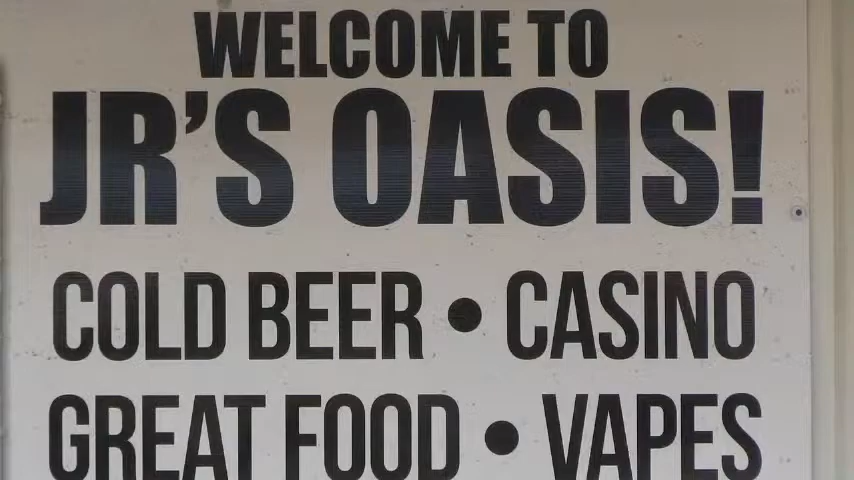 WELCOME TO
JR'S OASIS!
COLD BEER • CASINO
GREAT FOOD • VAPES